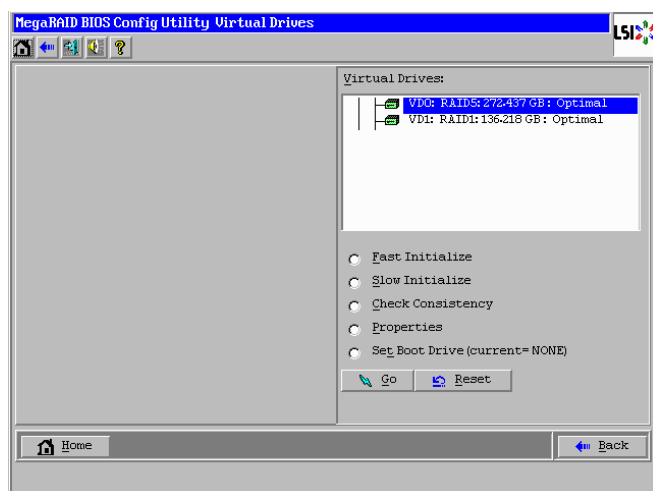 MegaRAID BIOS Config Utility Virtual Drives
LSI
?
Virtual Drives:
VD0: RAID5: 272.437 GB: Optimal
VD1: RAID1: 136.218 GB: Optimal
Fast Initialize
Slow Initialize
Check Consistency
Properties
Set Boot Drive (current= NONE)
Go
Reset
Home
Back